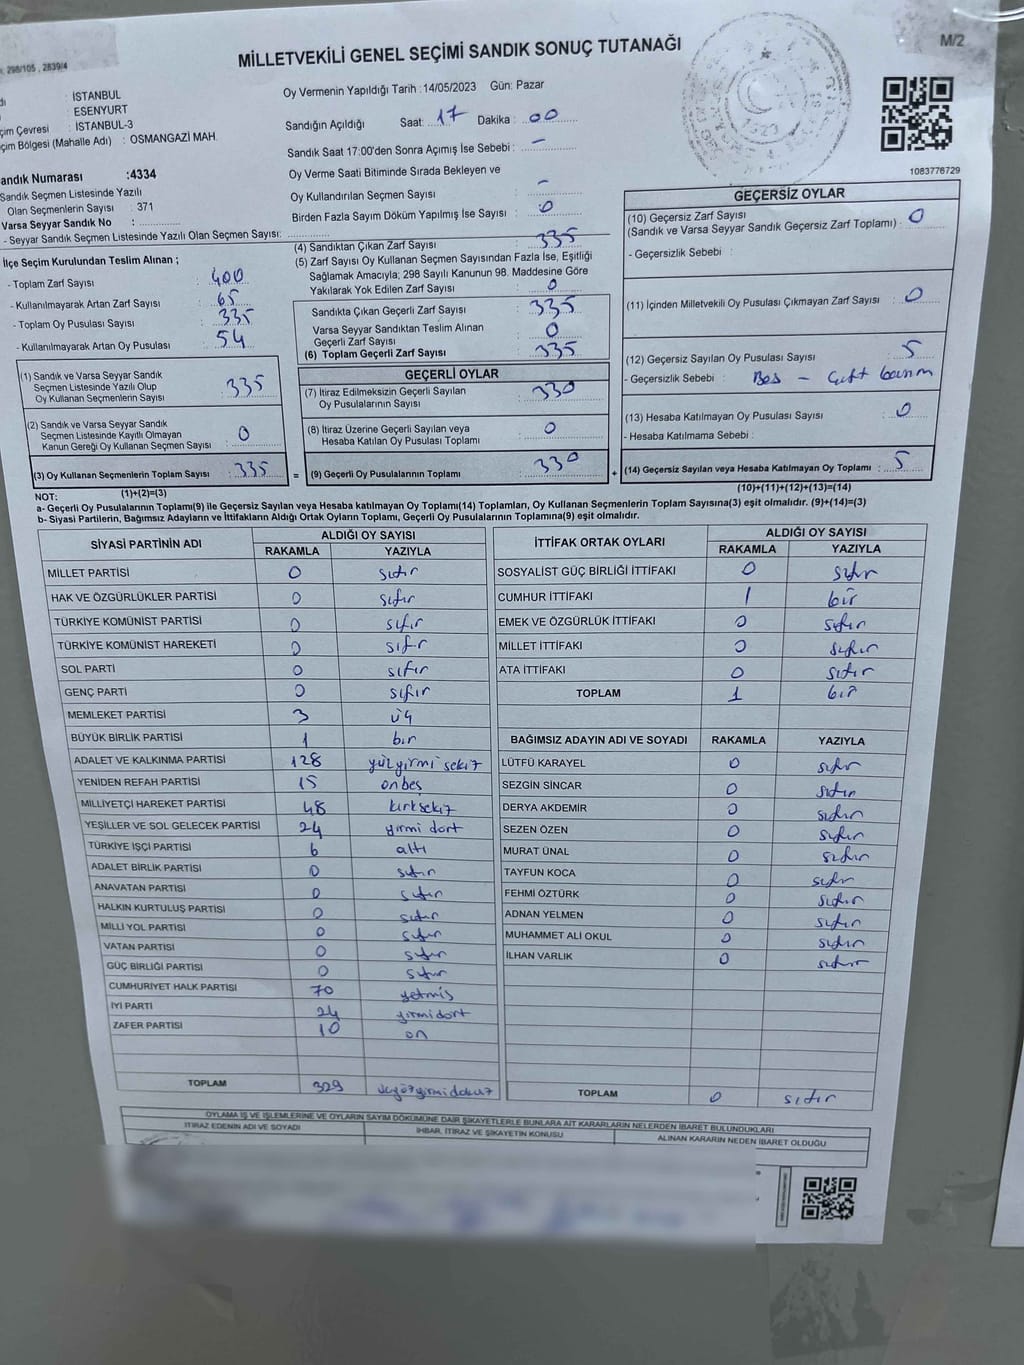 298/105 , 2839/4
MİLLETVEKİLİ GENEL SEÇİMİ SANDIK SONUÇ TUTANAĞI
M/2
: İSTANBUL
: ESENYURT
çim Çevresi : İSTANBUL-3
çim Bölgesi (Mahalle Adı) : OSMANGAZİ MAH.
Oy Vermenin Yapıldığı Tarih :14/05/2023 Gün: Pazar
Sandığın Açıldığı Saat: 17 Dakika : 00
Sandık Saat 17:00'den Sonra Açımış İse Sebebi : –
Oy Verme Saati Bitiminde Sırada Bekleyen ve
Oy Kullandırılan Seçmen Sayısı : –
Birden Fazla Sayım Döküm Yapılmış İse Sayısı : 0
1083776729
andık Numarası :4334
Sandık Seçmen Listesinde Yazılı
Olan Seçmenlerin Sayısı : 371
Varsa Seyyar Sandık No :
- Seyyar Sandık Seçmen Listesinde Yazılı Olan Seçmen Sayısı:
İlçe Seçim Kurulundan Teslim Alınan ;
- Toplam Zarf Sayısı : 400
- Kullanılmayarak Artan Zarf Sayısı : 65
- Toplam Oy Pusulası Sayısı : 335
- Kullanılmayarak Artan Oy Pusulası : 54
(4) Sandıktan Çıkan Zarf Sayısı : 335
(5) Zarf Sayısı Oy Kullanan Seçmen Sayısından Fazla İse, Eşitliği
Sağlamak Amacıyla; 298 Sayılı Kanunun 98. Maddesine Göre
Yakılarak Yok Edilen Zarf Sayısı : 0
Sandıkta Çıkan Geçerli Zarf Sayısı : 335
Varsa Seyyar Sandıktan Teslim Alınan
Geçerli Zarf Sayısı : 0
(6) Toplam Geçerli Zarf Sayısı : 335
GEÇERSİZ OYLAR
(10) Geçersiz Zarf Sayısı
(Sandık ve Varsa Seyyar Sandık Geçersiz Zarf Toplamı) : 0
- Geçersizlik Sebebi :
(11) İçinden Milletvekili Oy Pusulası Çıkmayan Zarf Sayısı : 0
(12) Geçersiz Sayılan Oy Pusulası Sayısı : 5
- Geçersizlik Sebebi : Beş – Çift basım
(13) Hesaba Katılmayan Oy Pusulası Sayısı : 0
- Hesaba Katılmama Sebebi :
(14) Geçersiz Sayılan veya Hesaba Katılmayan Oy Toplamı : 5
(10)+(11)+(12)+(13)=(14)
(1) Sandık ve Varsa Seyyar Sandık
Seçmen Listesinde Yazılı Olup
Oy Kullanan Seçmenlerin Sayısı : 335
(2) Sandık ve Varsa Seyyar Sandık
Seçmen Listesinde Kayıtlı Olmayan
Kanun Gereği Oy Kullanan Seçmen Sayısı : 0
(3) Oy Kullanan Seçmenlerin Toplam Sayısı : 335
GEÇERLİ OYLAR
(7) İtiraz Edilmeksizin Geçerli Sayılan
Oy Pusulalarının Sayısı : 330
(8) İtiraz Üzerine Geçerli Sayılan veya
Hesaba Katılan Oy Pusulası Toplamı : 0
= (9) Geçerli Oy Pusulalarının Toplamı : 330 +
NOT: (1)+(2)=(3)
a- Geçerli Oy Pusulalarının Toplamı(9) ile Geçersiz Sayılan veya Hesaba katılmayan Oy Toplamı(14) Toplamları, Oy Kullanan Seçmenlerin Toplam Sayısına(3) eşit olmalıdır. (9)+(14)=(3)
b- Siyasi Partilerin, Bağımsız Adayların ve İttifakların Aldığı Ortak Oyların Toplamı, Geçerli Oy Pusulalarının Toplamına(9) eşit olmalıdır.
SİYASİ PARTİNİN ADI ALDIĞI OY SAYISI
RAKAMLA YAZIYLA
MİLLET PARTİSİ 0 sıfır
HAK VE ÖZGÜRLÜKLER PARTİSİ 0 sıfır
TÜRKİYE KOMÜNİST PARTİSİ 0 sıfır
TÜRKİYE KOMÜNİST HAREKETİ 0 sıfır
SOL PARTİ 0 sıfır
GENÇ PARTİ 0 sıfır
MEMLEKET PARTİSİ 3 üç
BÜYÜK BİRLİK PARTİSİ 1 bir
ADALET VE KALKINMA PARTİSİ 128 yüzyirmi sekiz
YENİDEN REFAH PARTİSİ 15 onbeş
MİLLİYETÇİ HAREKET PARTİSİ 48 kırksekiz
YEŞİLLER VE SOL GELECEK PARTİSİ 24 yirmi dort
TÜRKİYE İŞÇİ PARTİSİ 6 altı
ADALET BİRLİK PARTİSİ 0 sıfır
ANAVATAN PARTİSİ 0 sıfır
HALKIN KURTULUŞ PARTİSİ 0 sıfır
MİLLİ YOL PARTİSİ 0 sıfır
VATAN PARTİSİ 0 sıfır
GÜÇ BİRLİĞİ PARTİSİ 0 sıfır
CUMHURİYET HALK PARTİSİ 70 yetmiş
İYİ PARTİ 24 yirmidort
ZAFER PARTİSİ 10 on
TOPLAM 329 üçyüzyirmidokuz
İTTİFAK ORTAK OYLARI ALDIĞI OY SAYISI
RAKAMLA YAZIYLA
SOSYALİST GÜÇ BİRLİĞİ İTTİFAKI 0 sıfır
CUMHUR İTTİFAKI 1 bir
EMEK VE ÖZGÜRLÜK İTTİFAKI 0 sıfır
MİLLET İTTİFAKI 0 sıfır
ATA İTTİFAKI 0 sıfır
TOPLAM 1 bir
BAĞIMSIZ ADAYIN ADI VE SOYADI RAKAMLA YAZIYLA
LÜTFÜ KARAYEL 0 sıfır
SEZGİN SİNCAR 0 sıfır
DERYA AKDEMİR 0 sıfır
SEZEN ÖZEN 0 sıfır
MURAT ÜNAL 0 sıfır
TAYFUN KOCA 0 sıfır
FEHMİ ÖZTÜRK 0 sıfır
ADNAN YELMEN 0 sıfır
MUHAMMET ALİ OKUL 0 sıfır
İLHAN VARLIK 0 sıfır
TOPLAM 0 sıfır
OYLAMA İŞ VE İŞLEMLERİNE VE OYLARIN SAYIM DÖKÜMÜNE DAİR ŞİKAYETLERLE BUNLARA AİT KARARLARIN NELERDEN İBARET BULUNDUKLARI
İTİRAZ EDENİN ADI VE SOYADI İHBAR, İTİRAZ VE ŞİKAYETİN KONUSU ALINAN KARARIN NEDEN İBARET OLDUĞU